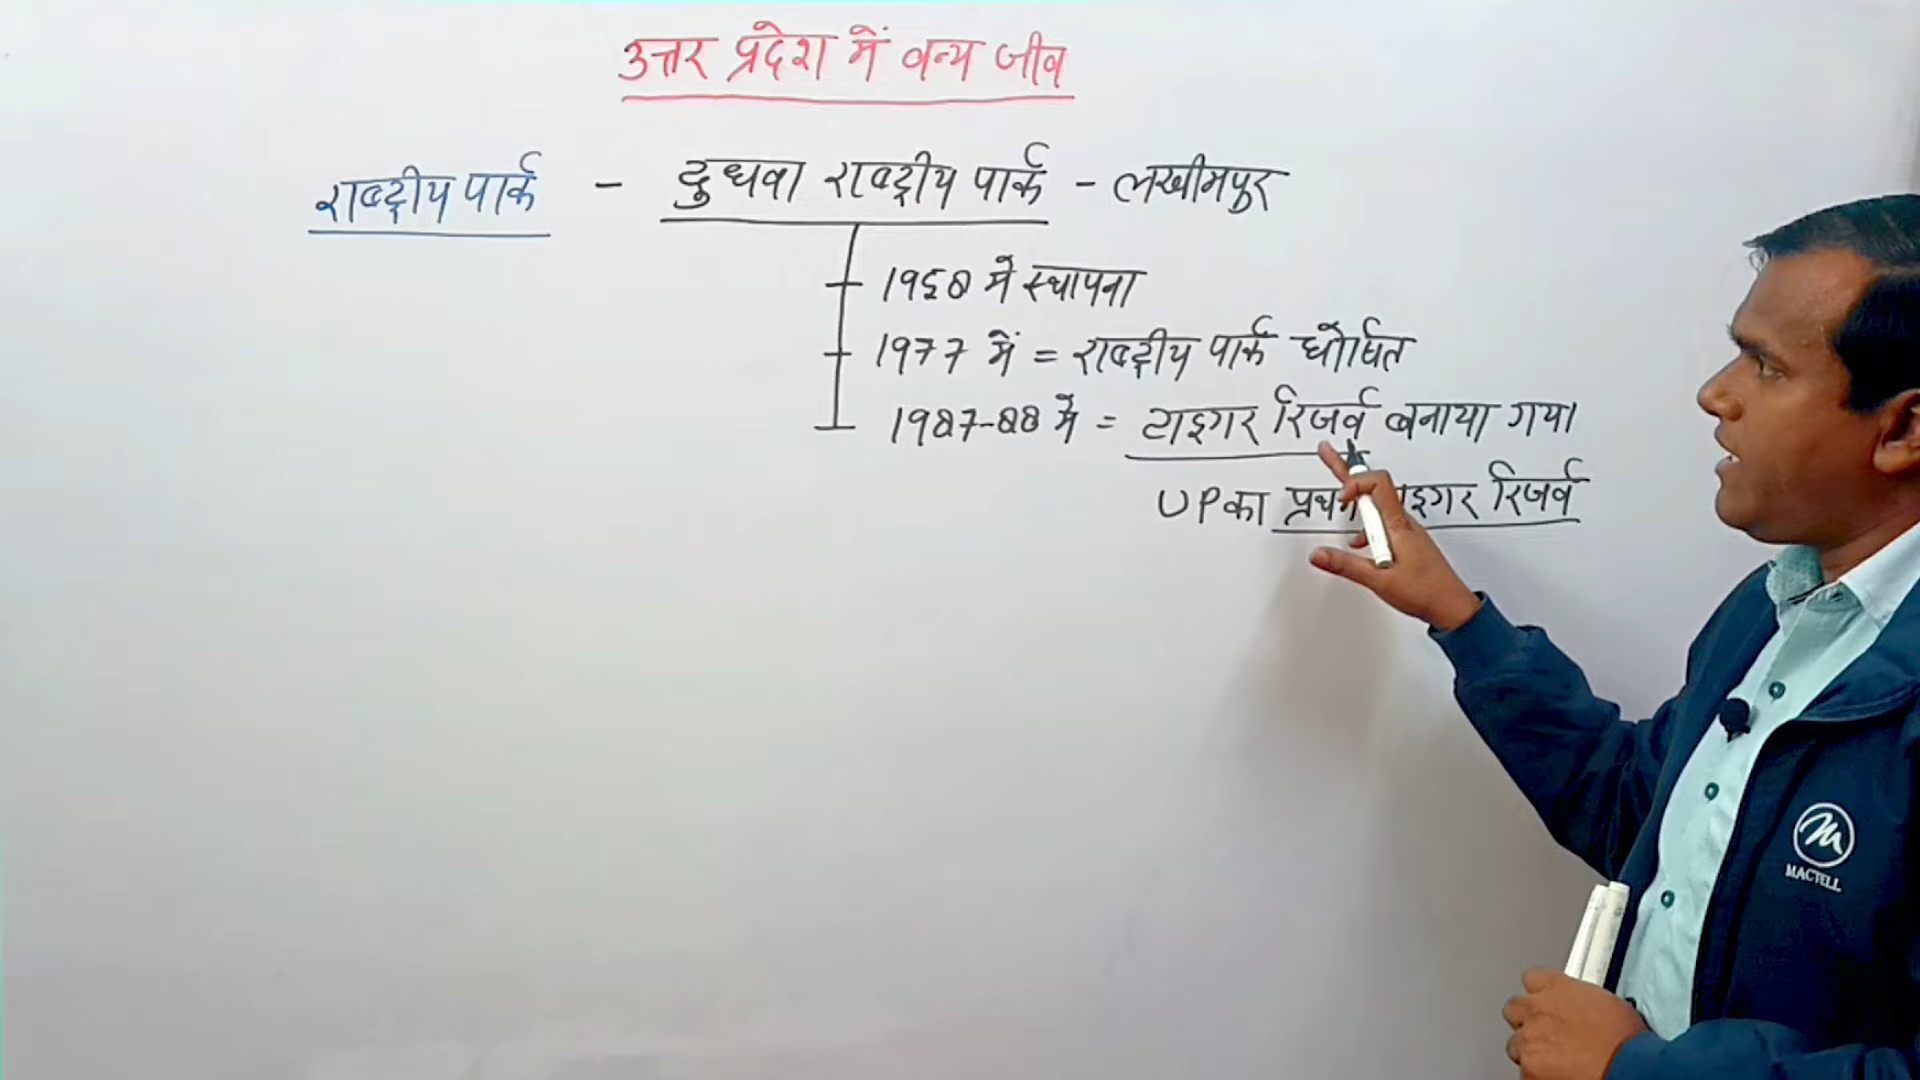 उत्तर प्रदेश में वन्य जीव
राष्ट्रीय पार्क - दुधवा राष्ट्रीय पार्क - लखीमपुर
1968 में स्थापना
1977 में = राष्ट्रीय पार्क घोषित
1987-88 में = टाइगर रिजर्व बनाया गया
UP का प्रथम टाइगर रिजर्व
MACTELL